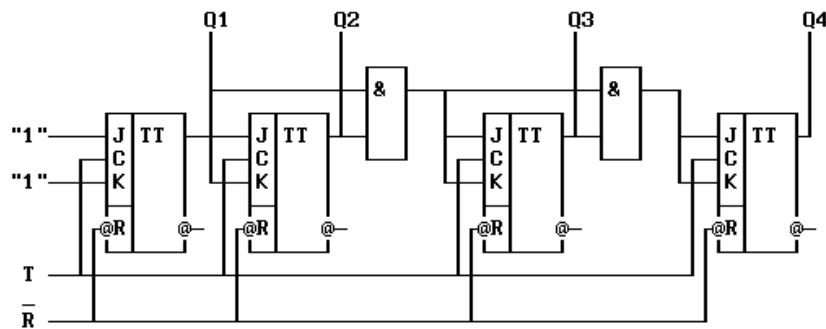 Q1 Q2 Q3 Q4
& &
"1" J TT J TT J TT J TT
C C C C
"1" K K K K
@R @ @R @ @R @ @R @
T
R̅